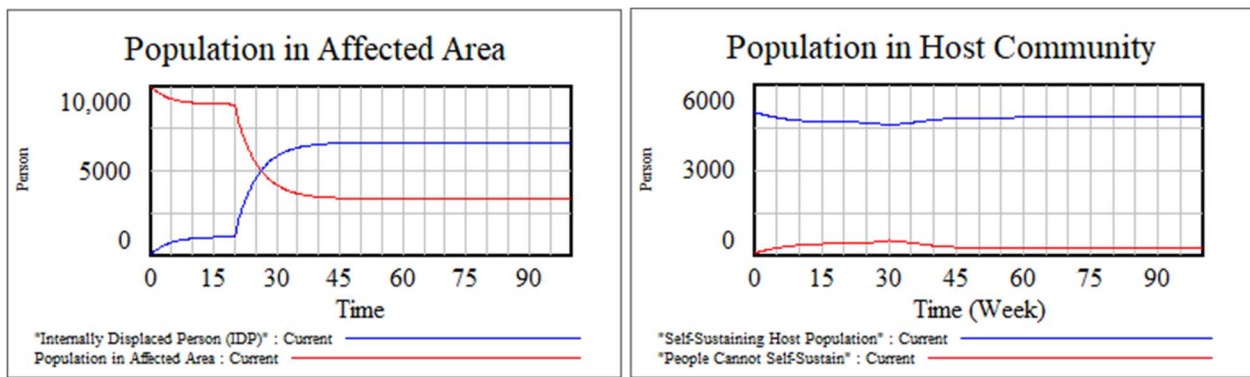 Population in Affected Area
10,000
5000
0
Person
0 15 30 45 60 75 90
Time
"Internally Displaced Person (IDP)" : Current
Population in Affected Area : Current
Population in Host Community
6000
3000
0
Person
0 15 30 45 60 75 90
Time (Week)
"Self-Sustaining Host Population" : Current
"People Cannot Self-Sustain" : Current